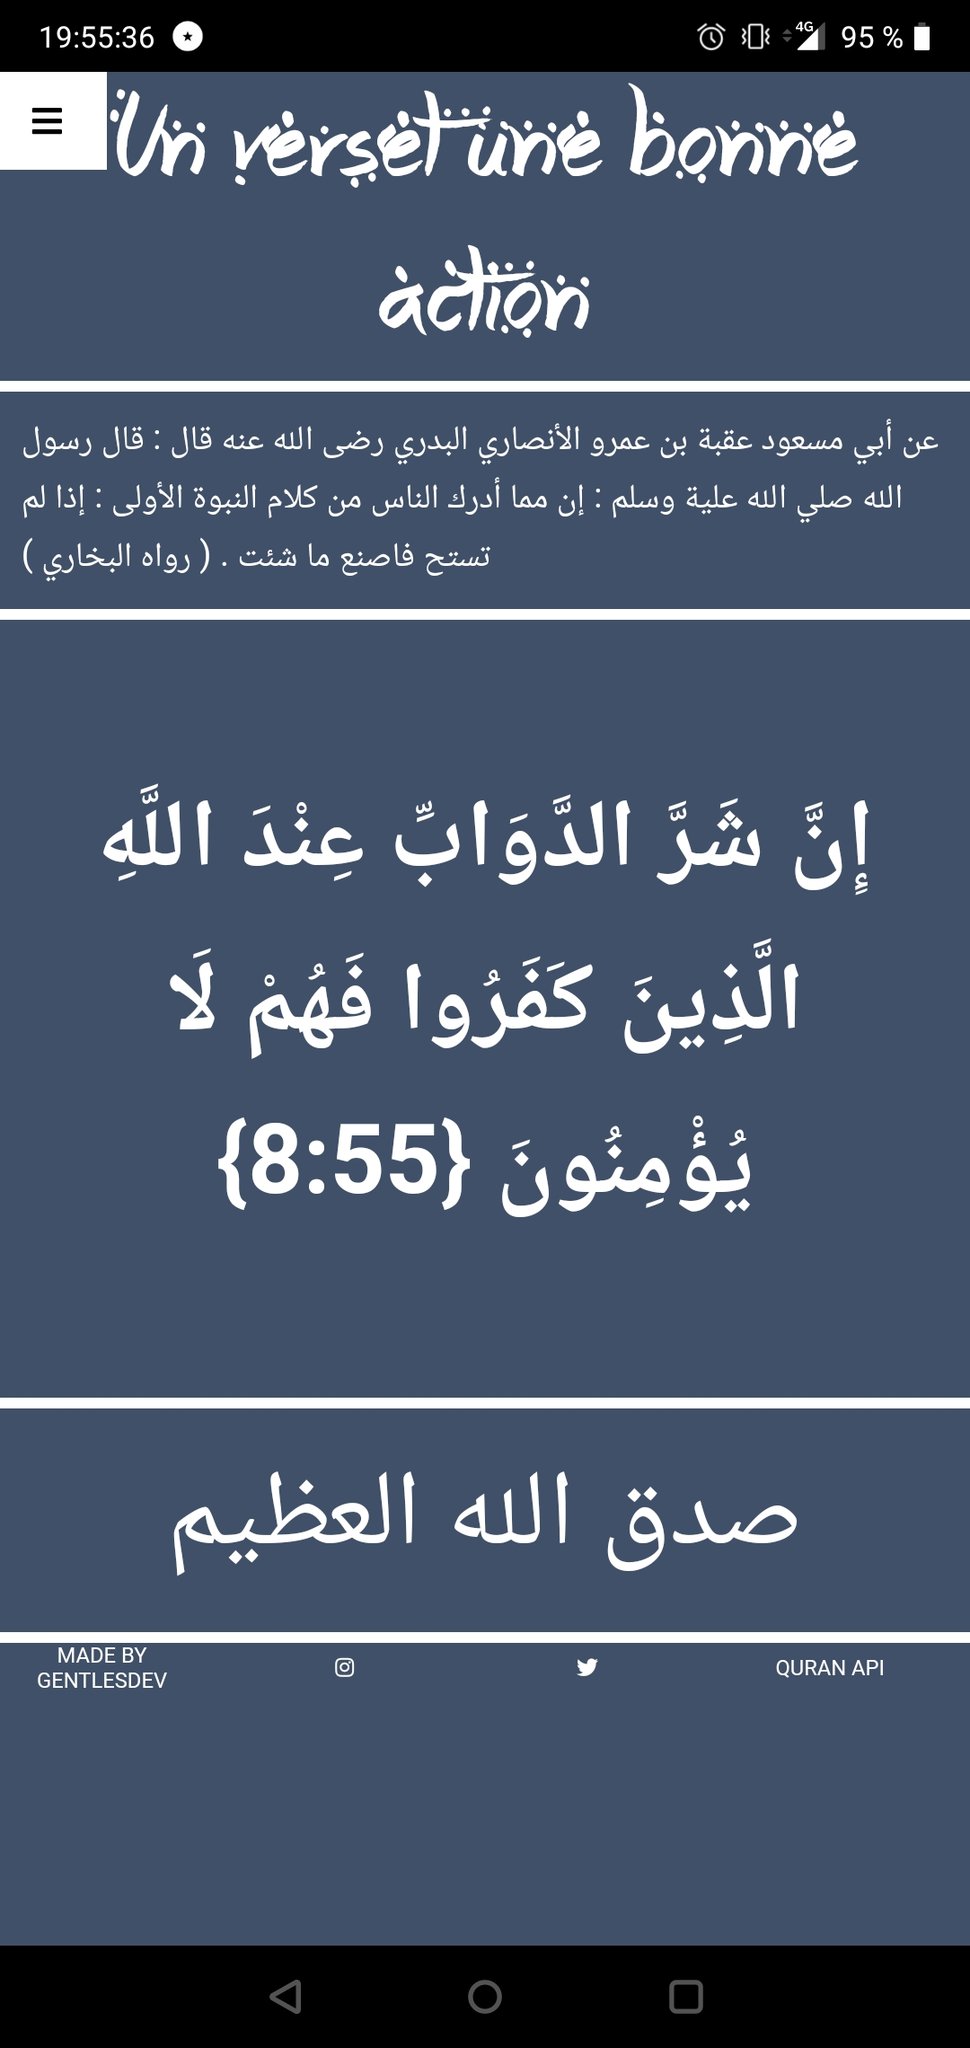 19:55:36
4G
95 %
Un verset une bonne
action
عن أبي مسعود عقبة بن عمرو الأنصاري البدري رضى الله عنه قال : قال رسول
الله صلي الله علية وسلم : إن مما أدرك الناس من كلام النبوة الأولى : إذا لم
تستح فاصنع ما شئت . ( رواه البخاري )
إِنَّ شَرَّ الدَّوَابِّ عِنْدَ اللَّهِ
الَّذِينَ كَفَرُوا فَهُمْ لَا
يُؤْمِنُونَ {8:55}
صدق الله العظيم
MADE BY
GENTLESDEV
QURAN API